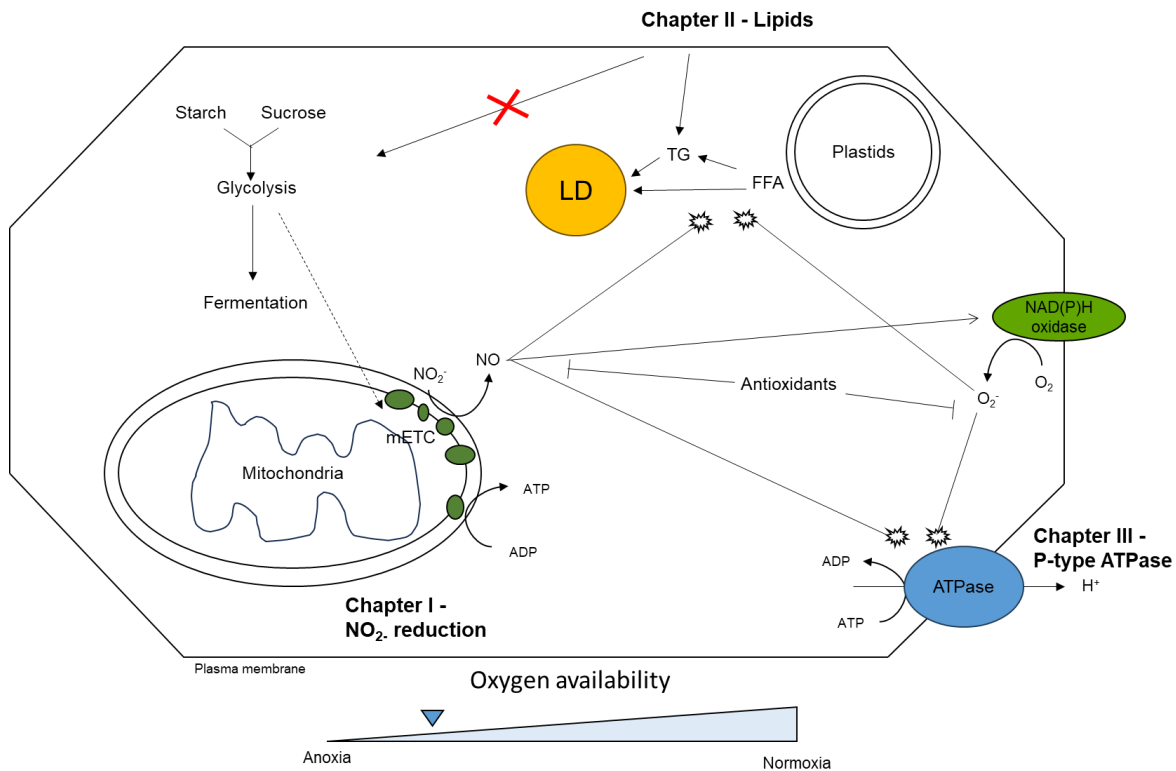 Chapter II - Lipids
Starch
Sucrose
Glycolysis
Fermentation
TG
FFA
LD
Plastids
NAD(P)H
oxidase
O₂
O₂⁻
NO
NO₂⁻
Antioxidants
mETC
Mitochondria
ATP
ADP
Chapter I -
NO₂₋ reduction
ADP
ATP
ATPase
H⁺
Chapter III -
P-type ATPase
Plasma membrane
Oxygen availability
Anoxia
Normoxia